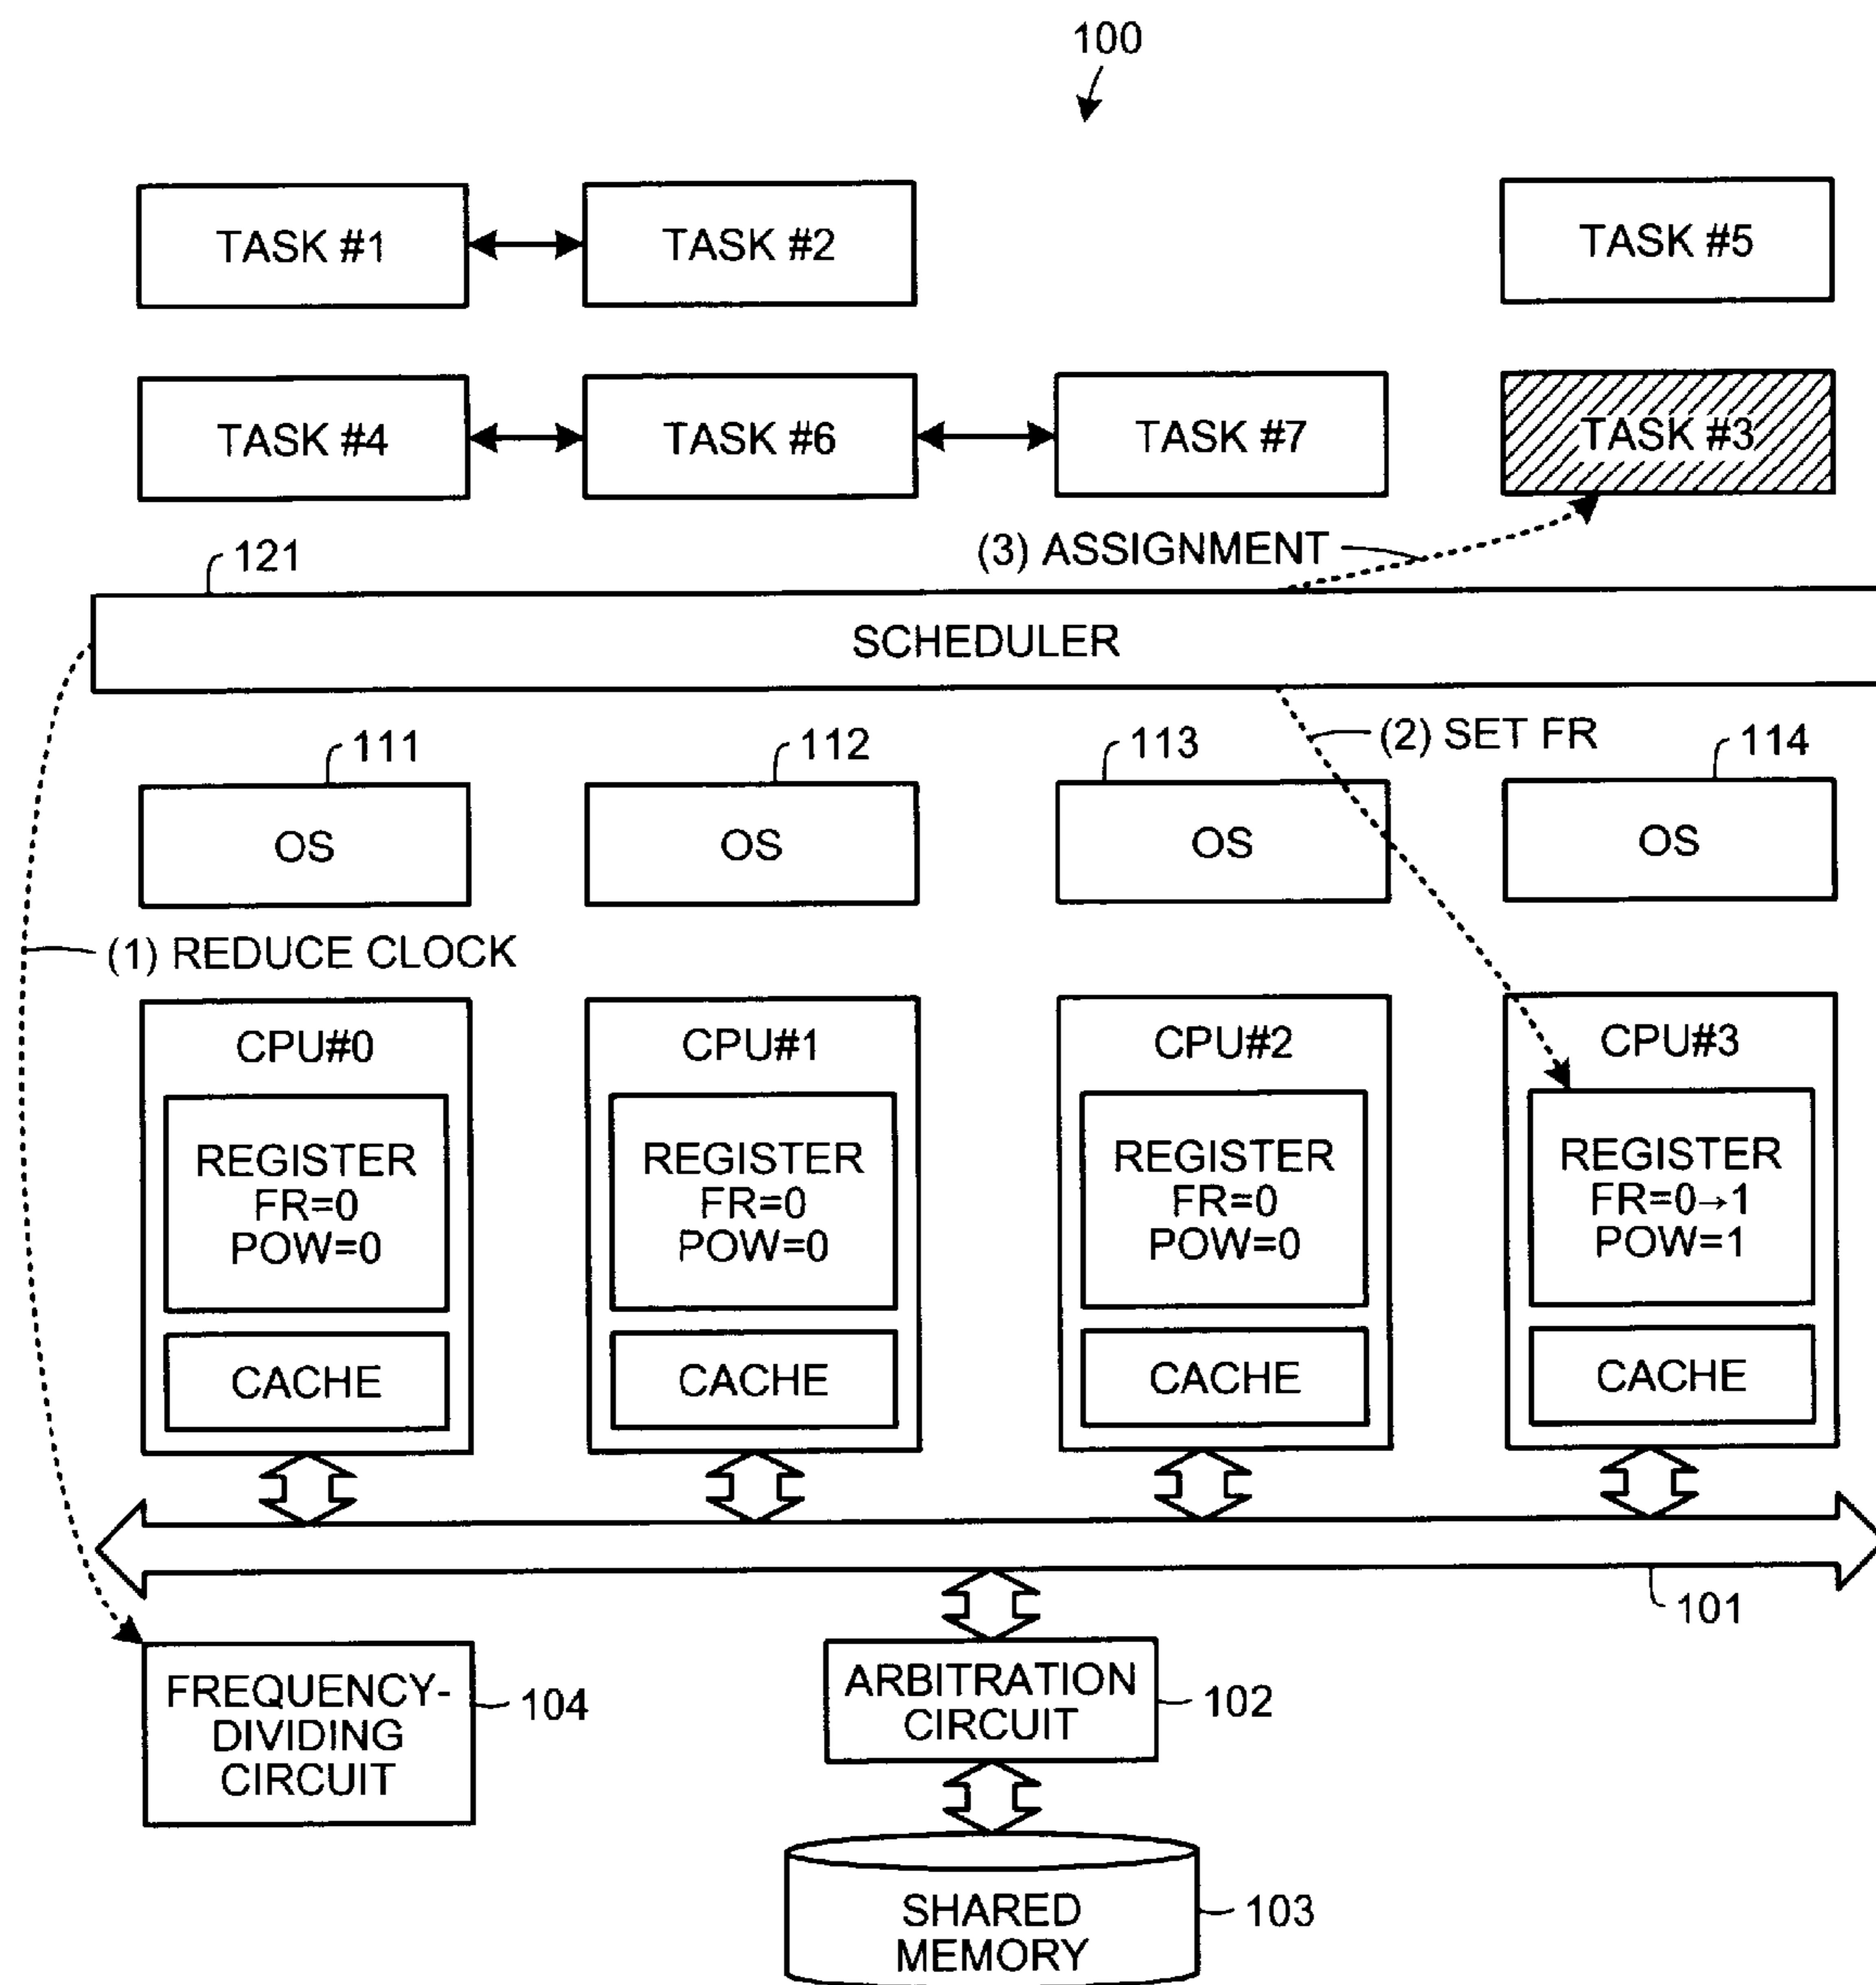 100
TASK #1
TASK #2
TASK #5
TASK #4
TASK #6
TASK #7
TASK #3
(3) ASSIGNMENT
121
SCHEDULER
(2) SET FR
111
112
113
114
OS
OS
OS
OS
(1) REDUCE CLOCK
CPU#0
REGISTER
FR=0
POW=0
CACHE
CPU#1
REGISTER
FR=0
POW=0
CACHE
CPU#2
REGISTER
FR=0
POW=0
CACHE
CPU#3
REGISTER
FR=0→1
POW=1
CACHE
101
FREQUENCY-
DIVIDING
CIRCUIT
104
ARBITRATION
CIRCUIT
102
SHARED
MEMORY
103